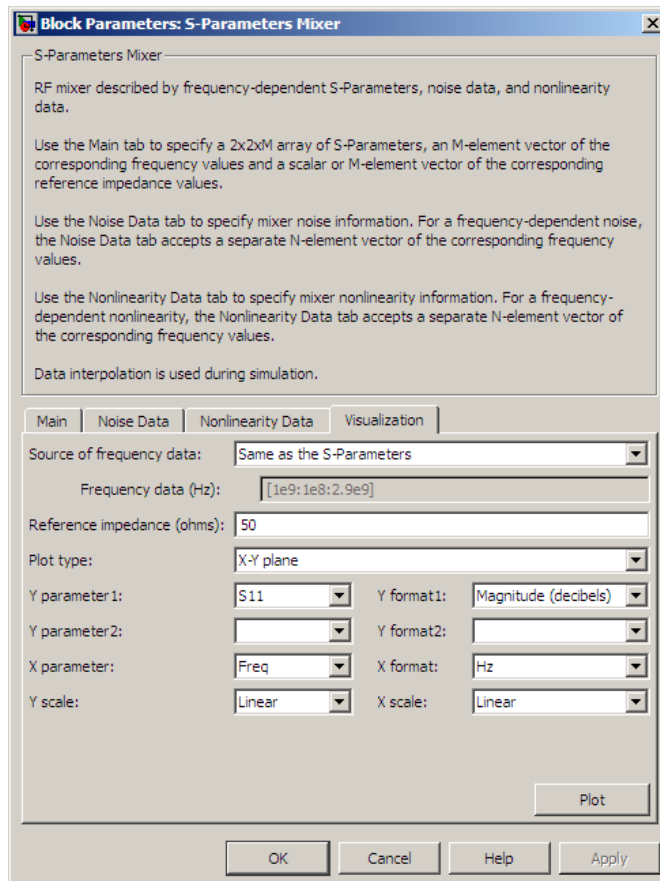 Block Parameters: S-Parameters Mixer
S-Parameters Mixer
RF mixer described by frequency-dependent S-Parameters, noise data, and nonlinearity
data.
Use the Main tab to specify a 2x2xM array of S-Parameters, an M-element vector of the
corresponding frequency values and a scalar or M-element vector of the corresponding
reference impedance values.
Use the Noise Data tab to specify mixer noise information. For a frequency-dependent noise,
the Noise Data tab accepts a separate N-element vector of the corresponding frequency
values.
Use the Nonlinearity Data tab to specify mixer nonlinearity information. For a frequency-
dependent nonlinearity, the Nonlinearity Data tab accepts a separate N-element vector of
the corresponding frequency values.
Data interpolation is used during simulation.
Main Noise Data Nonlinearity Data Visualization
Source of frequency data: Same as the S-Parameters
Frequency data (Hz): [1e9:1e8:2.9e9]
Reference impedance (ohms): 50
Plot type: X-Y plane
Y parameter1: S11 Y format1: Magnitude (decibels)
Y parameter2: Y format2:
X parameter: Freq X format: Hz
Y scale: Linear X scale: Linear
Plot
OK Cancel Help Apply